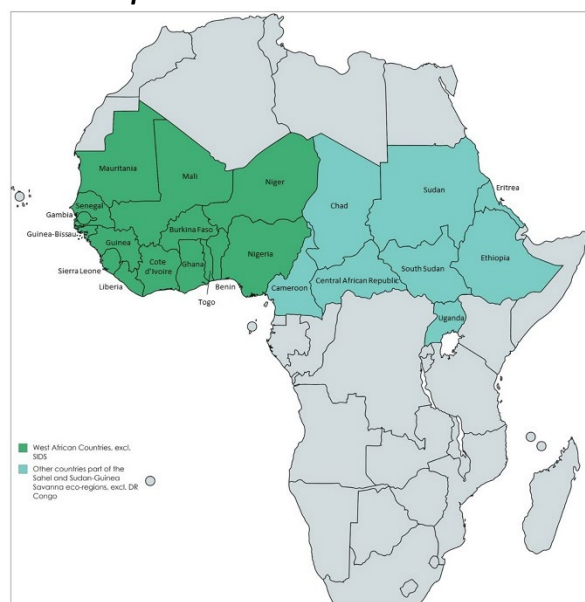 Mauritania
Mali
Niger
Chad
Sudan
Eritrea
Senegal
Gambia
Guinea-Bissau
Guinea
Burkina Faso
Sierra Leone
Liberia
Cote
d'Ivoire
Ghana
Togo
Benin
Nigeria
Cameroon
Central African Republic
South Sudan
Ethiopia
Uganda
West African Countries, excl.
SIDS
Other countries part of the
Sahel and Sudan-Guinea
Savanna eco-regions, excl. DR
Congo